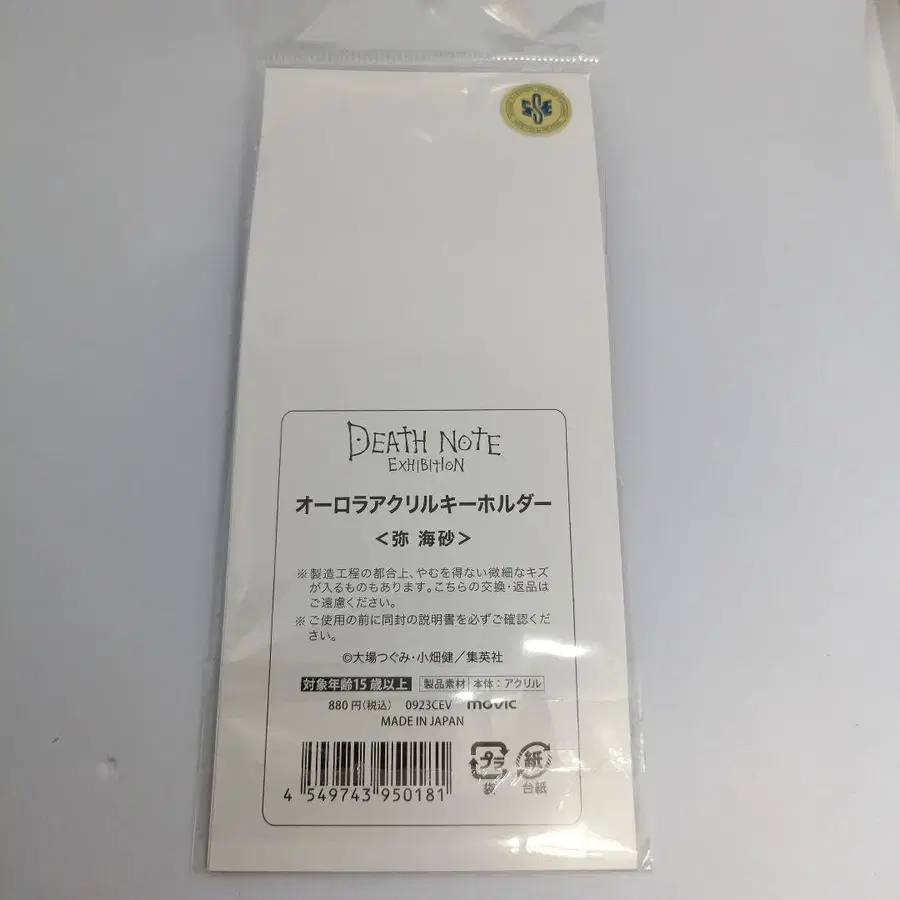 SSE
DEATH NOTE
EXHIBITION
オーロラアクリルキーホルダー
<弥 海砂>
※製造工程の都合上、やむを得ない微細なキズ
が入るものもあります。こちらの交換・返品は
ご遠慮ください。
※ご使用の前に同封の説明書を必ずご確認くだ
さい。
©大場つぐみ・小畑健／集英社
対象年齢15歳以上 製品素材 本体：アクリル
880円(税込) 0923CEV movic
MADE IN JAPAN
プラ 紙
袋 台紙
4 549743 950181